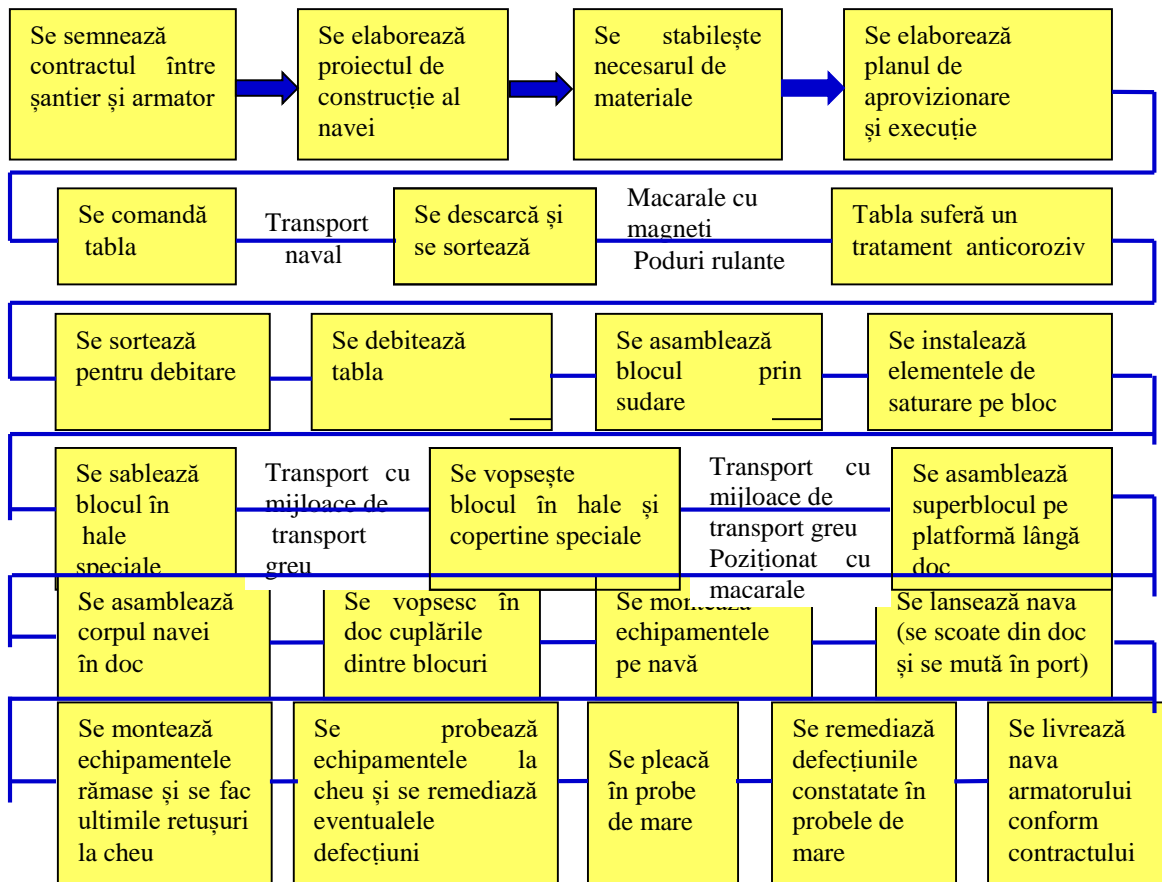 Se semnează
contractul între
șantier și armator
Se elaborează
proiectul de
construcție al
navei
Se stabilește
necesarul de
materiale
Se elaborează
planul de
aprovizionare
și execuție
Se comandă
tabla
Transport
naval
Se descarcă și
se sortează
Macarale cu
magneți
Poduri rulante
Tabla suferă un
tratament anticoroziv
Se sortează
pentru debitare
Se debitează
tabla
Se asamblează
blocul prin
sudare
Se instalează
elementele de
saturare pe bloc
Se sablează
blocul în
hale
speciale
Transport cu
mijloace de
transport
greu
Se vopsește
blocul în hale și
copertine speciale
Transport cu
mijloace de
transport greu
Poziționat cu
macarale
Se asamblează
superblocul pe
platformă lângă
doc
Se asamblează
corpul navei
în doc
Se vopsesc în
doc cuplările
dintre blocuri
Se montează
echipamentele
pe navă
Se lansează nava
(se scoate din doc
și se mută în port)
Se montează
echipamentele
rămase și se fac
ultimile retușuri
la cheu
Se probează
echipamentele la
cheu și se remediază
eventualele
defecțiuni
Se pleacă
în probe
de mare
Se remediază
defecțiunile
constatate în
probele de
mare
Se livrează
nava
armatorului
conform
contractului